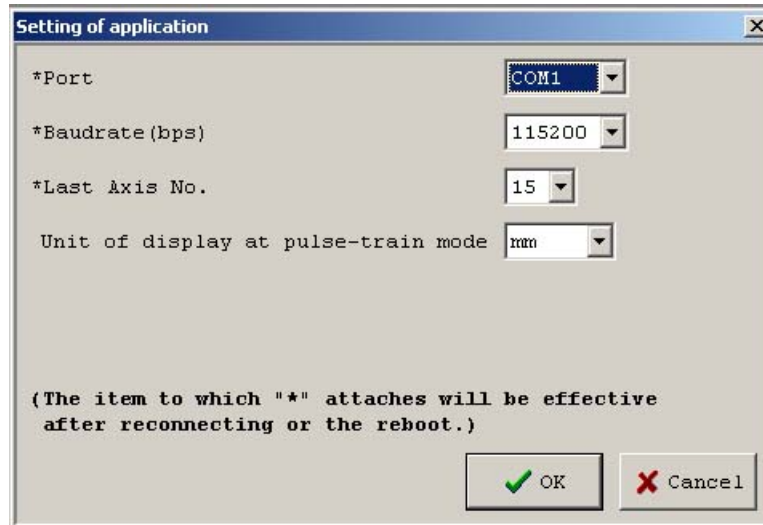 Setting of application
*Port COM1
*Baudrate(bps) 115200
*Last Axis No. 15
Unit of display at pulse-train mode mm
(The item to which "*" attaches will be effective
after reconnecting or the reboot.)
OK Cancel